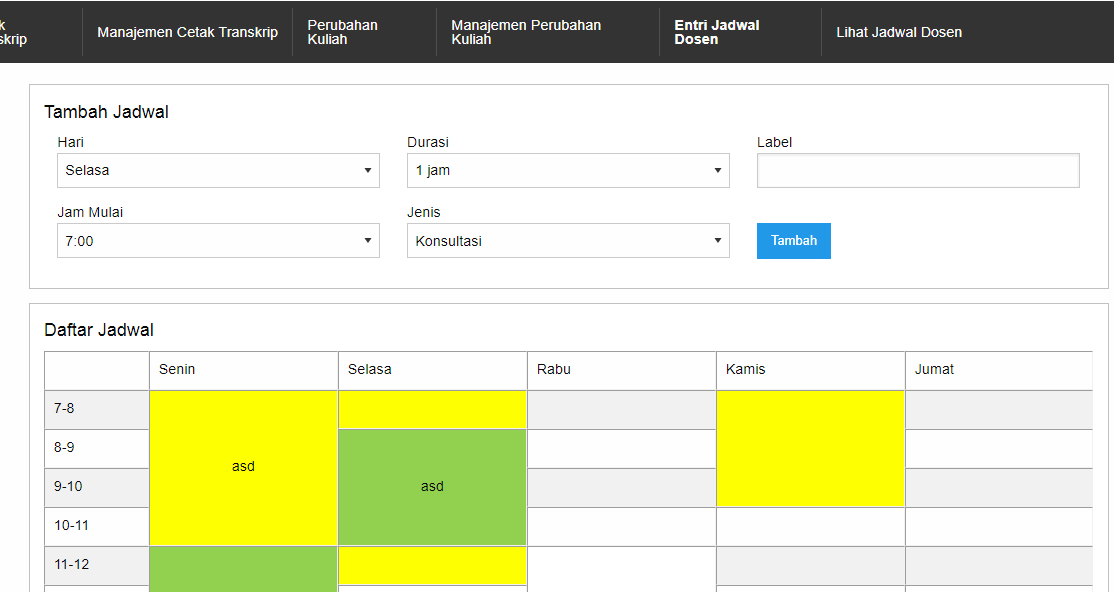 k
skrip
Manajemen Cetak Transkrip
Perubahan
Kuliah
Manajemen Perubahan
Kuliah
Entri Jadwal
Dosen
Lihat Jadwal Dosen
Tambah Jadwal
Hari
Durasi
Label
Selasa
1 jam
Jam Mulai
Jenis
7:00
Konsultasi
Tambah
Daftar Jadwal
Senin
Selasa
Rabu
Kamis
Jumat
7-8
8-9
asd
9-10
asd
10-11
11-12